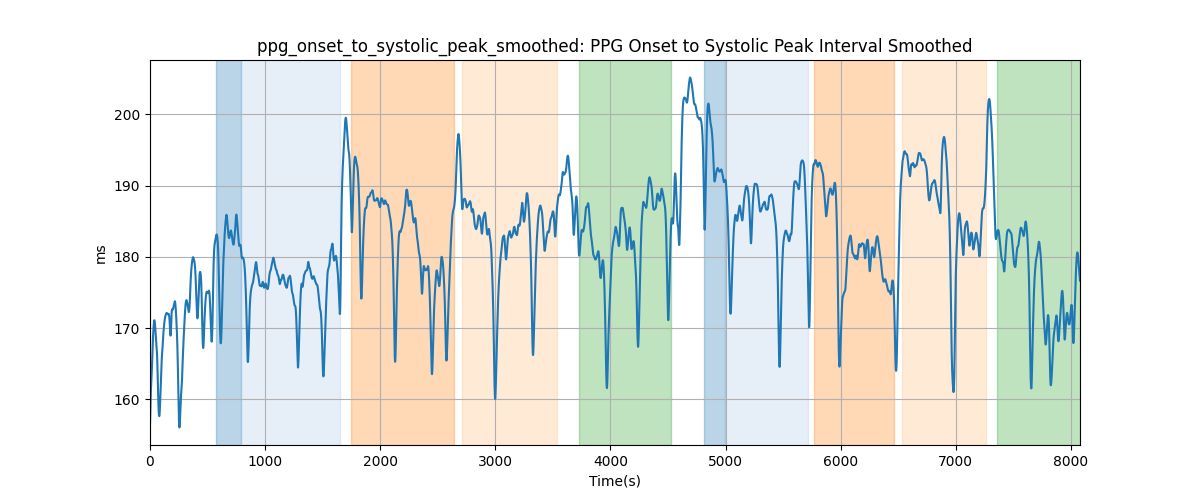 ppg_onset_to_systolic_peak_smoothed: PPG Onset to Systolic Peak Interval Smoothed
200
190
180
170
160
ms
0 1000 2000 3000 4000 5000 6000 7000 8000
Time(s)